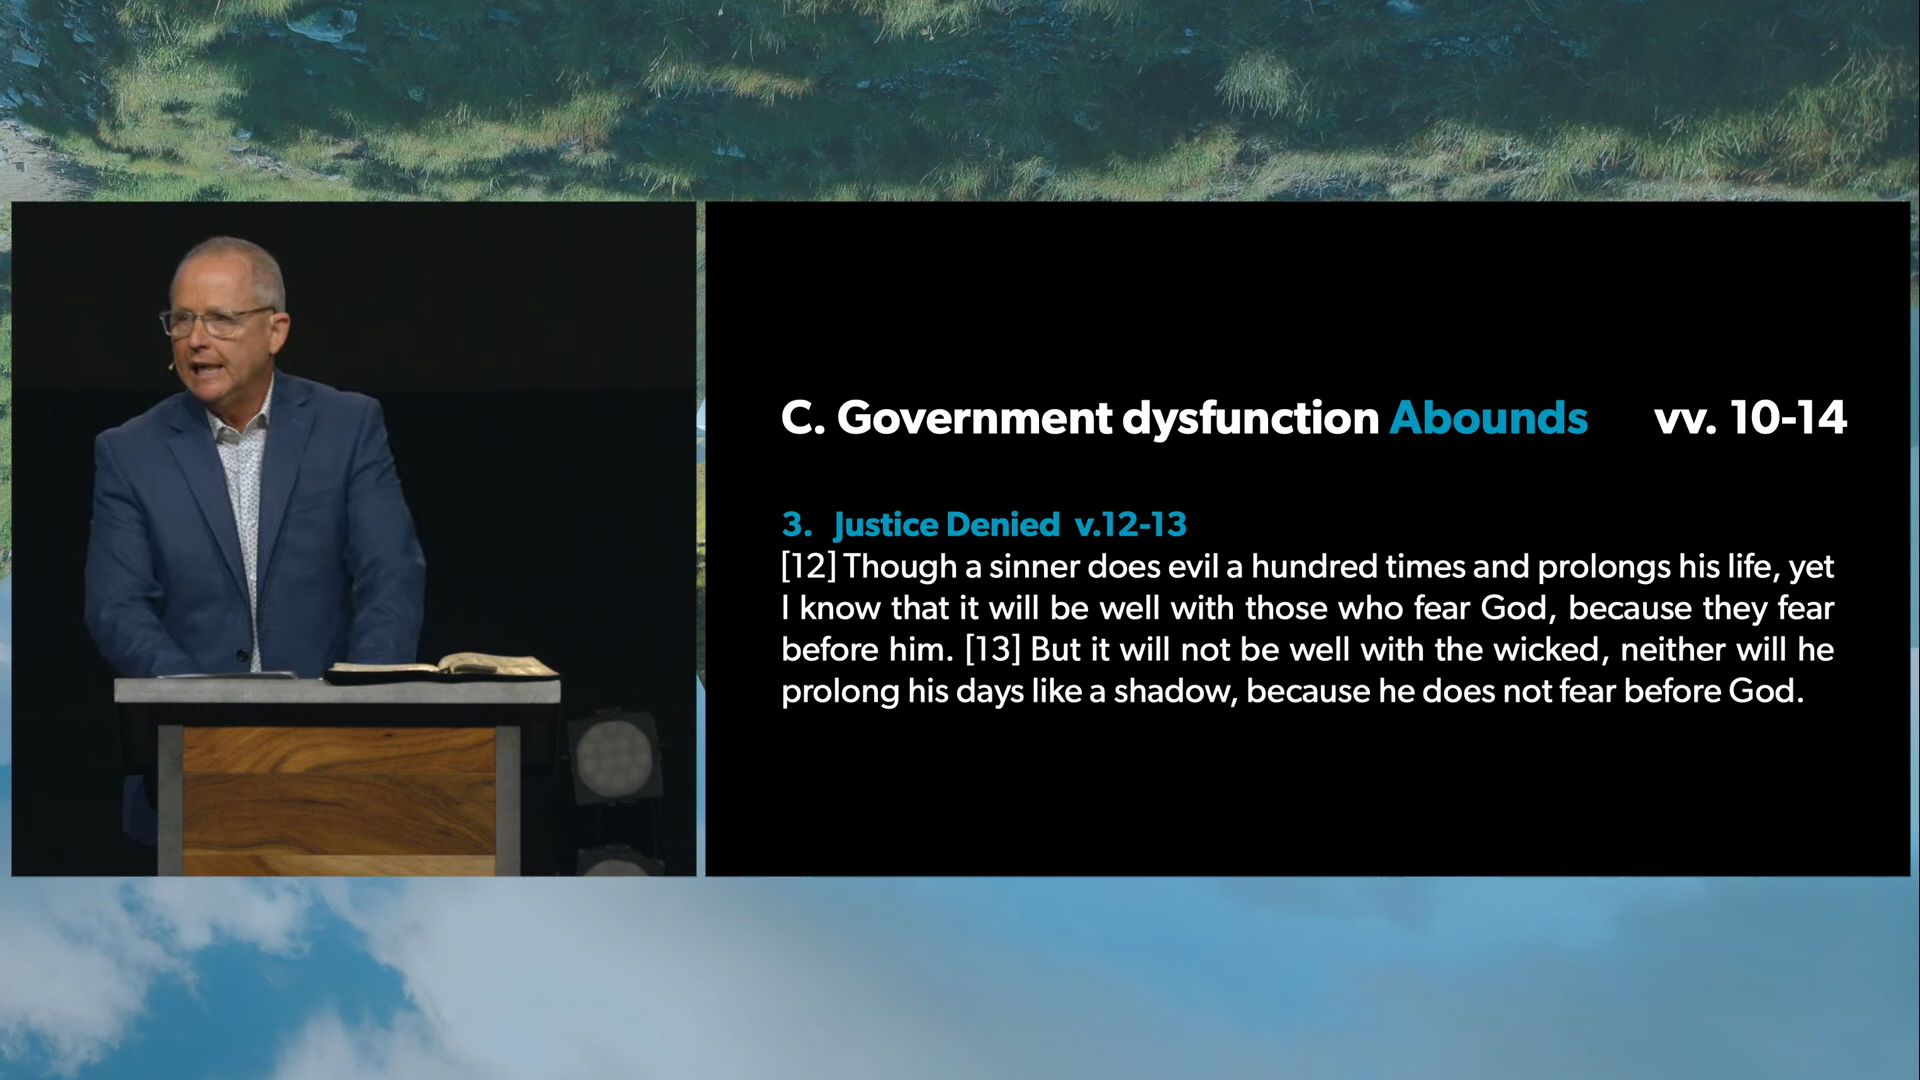 C. Government dysfunction Abounds vv. 10-14
3. Justice Denied v.12-13
[12] Though a sinner does evil a hundred times and prolongs his life, yet
I know that it will be well with those who fear God, because they fear
before him. [13] But it will not be well with the wicked, neither will he
prolong his days like a shadow, because he does not fear before God.